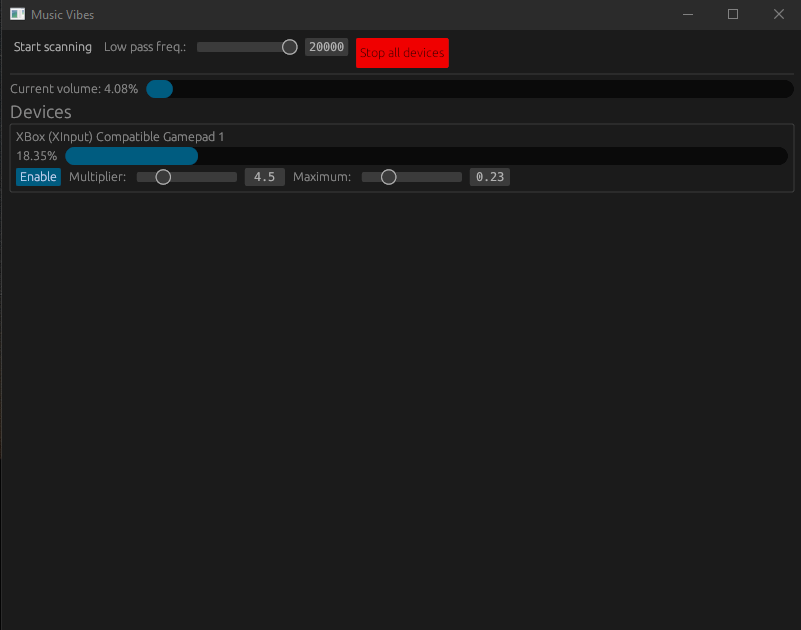 Music Vibes
Start scanning Low pass freq.: 20000 Stop all devices
Current volume: 4.08%
Devices
XBox (XInput) Compatible Gamepad 1
18.35%
Enable Multiplier: 4.5 Maximum: 0.23